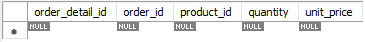 order_detail_id order_id product_id quantity unit_price
NULL NULL NULL NULL NULL